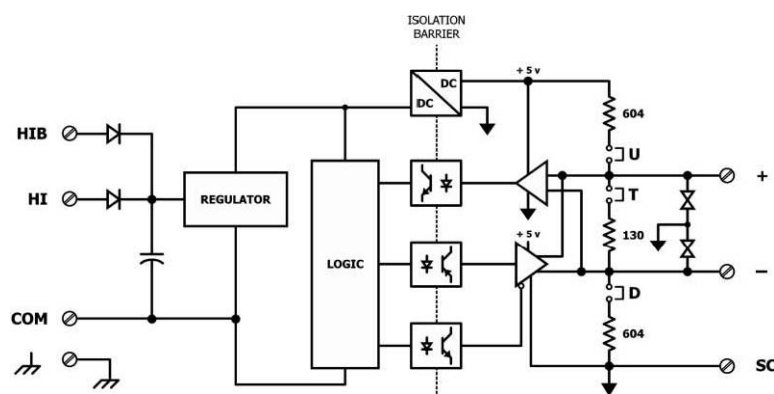 ISOLATION
BARRIER
+ 5 v
DC
DC
604
HIB
U
+
HI
REGULATOR
T
130
+ 5 v
LOGIC
–
D
COM
604
SC